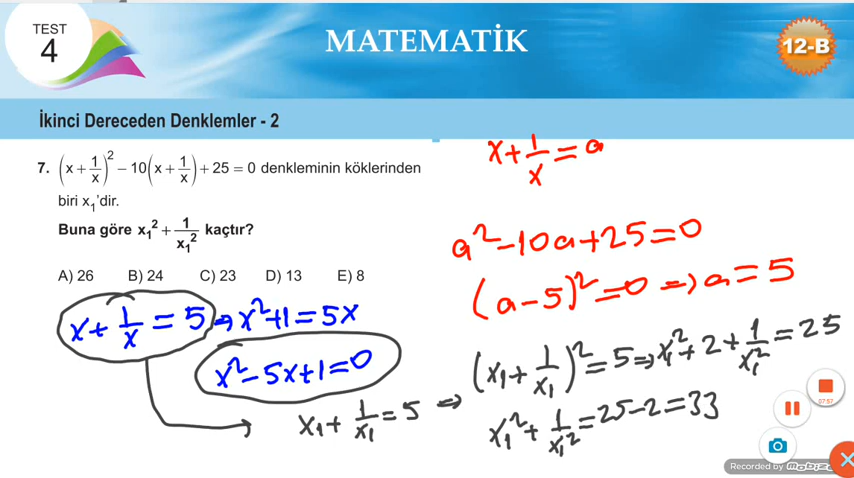 TEST
4
MATEMATİK
12-B
İkinci Dereceden Denklemler - 2
7. (x + 1/x)² − 10(x + 1/x) + 25 = 0 denkleminin köklerinden
biri x₁'dir.
Buna göre x₁² + 1/x₁² kaçtır?
A) 26 B) 24 C) 23 D) 13 E) 8
x + 1/x = a
a² − 10a + 25 = 0
(a − 5)² = 0 ⇒ a = 5
x + 1/x = 5 ⇒ x² + 1 = 5x
x² − 5x + 1 = 0
x₁ + 1/x₁ = 5 ⇒
(x₁ + 1/x₁)² = 5 ⇒ x₁² + 2 + 1/x₁² = 25
x₁² + 1/x₁² = 25 − 2 = 33
07:57
Recorded by mobizen